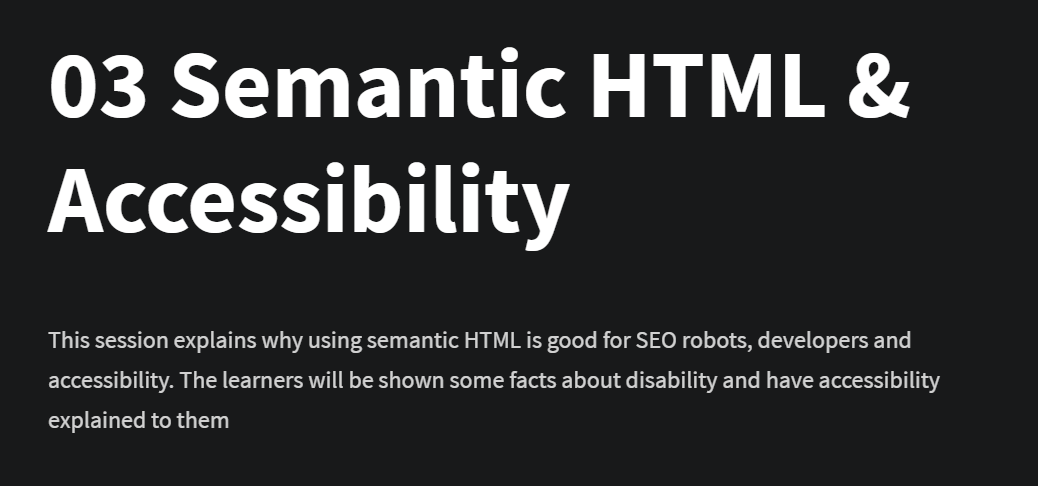 03 Semantic HTML &
Accessibility
This session explains why using semantic HTML is good for SEO robots, developers and
accessibility. The learners will be shown some facts about disability and have accessibility
explained to them